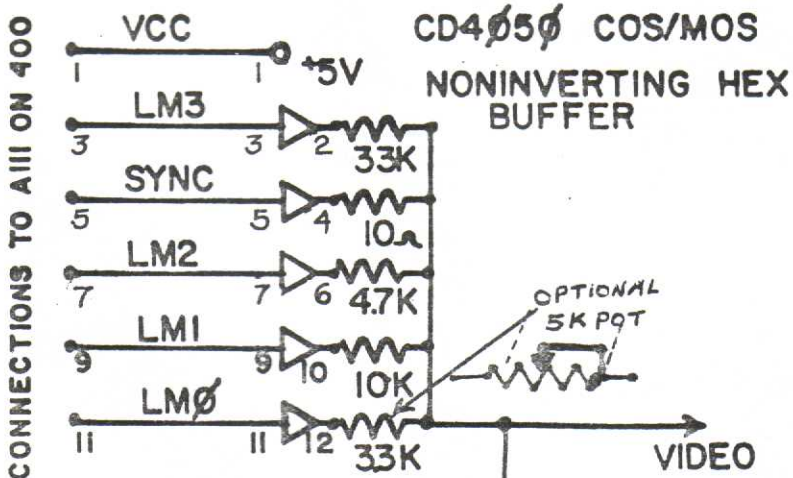 CONNECTIONS TO A111 ON 400
CD4050 COS/MOS
NONINVERTING HEX
BUFFER
VCC
1 1
+5V
LM3
3 3 2
33K
SYNC
5 5 4
10Ω
LM2
7 7 6
4.7K
OPTIONAL
5K POT
LM1
9 9 10
10K
LMØ
11 11 12
33K
VIDEO